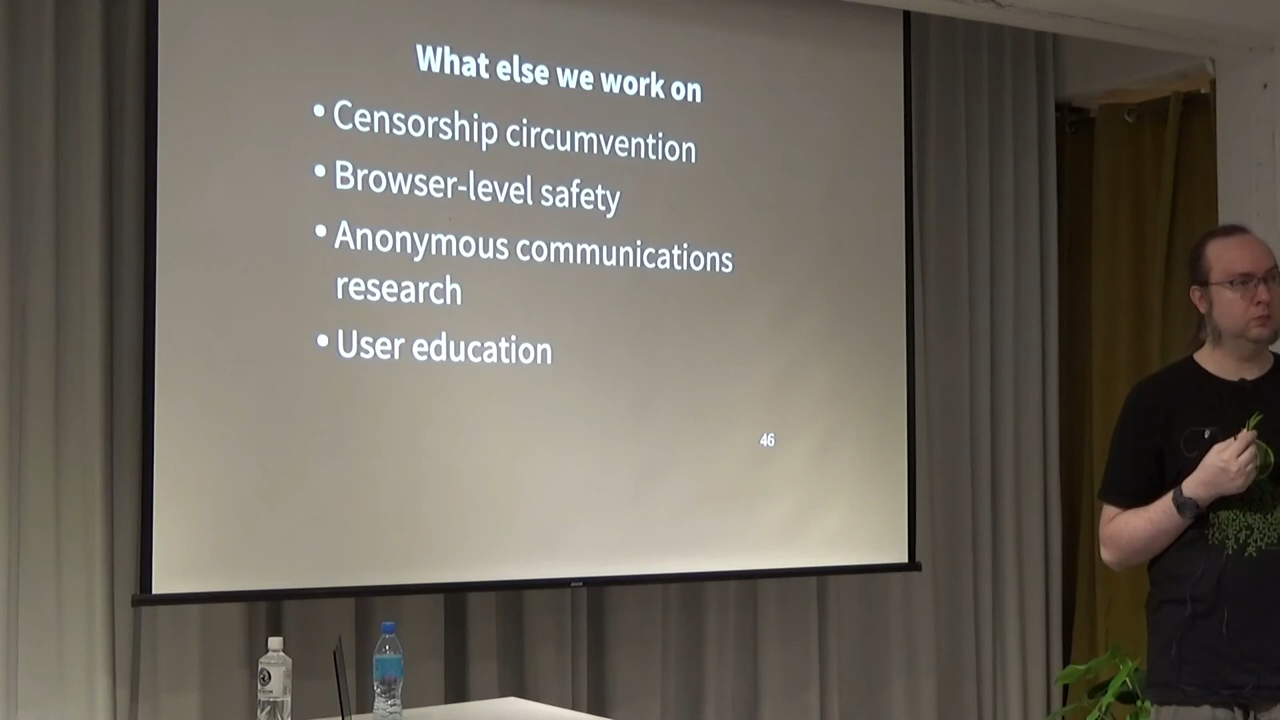 What else we work on
• Censorship circumvention
• Browser-level safety
• Anonymous communications
research
• User education
46